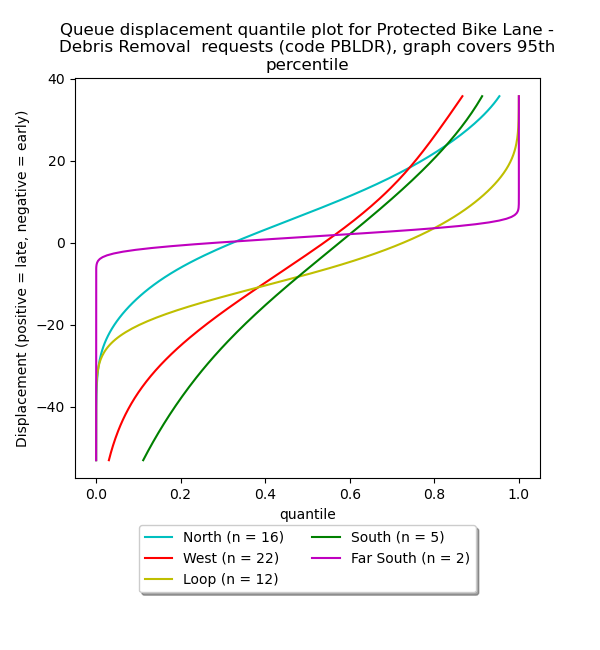 Queue displacement quantile plot for Protected Bike Lane -
Debris Removal  requests (code PBLDR), graph covers 95th
percentile
Displacement (positive = late, negative = early)
40
20
0
−20
−40
0.0
0.2
0.4
0.6
0.8
1.0
quantile
North (n = 16)
West (n = 22)
Loop (n = 12)
South (n = 5)
Far South (n = 2)